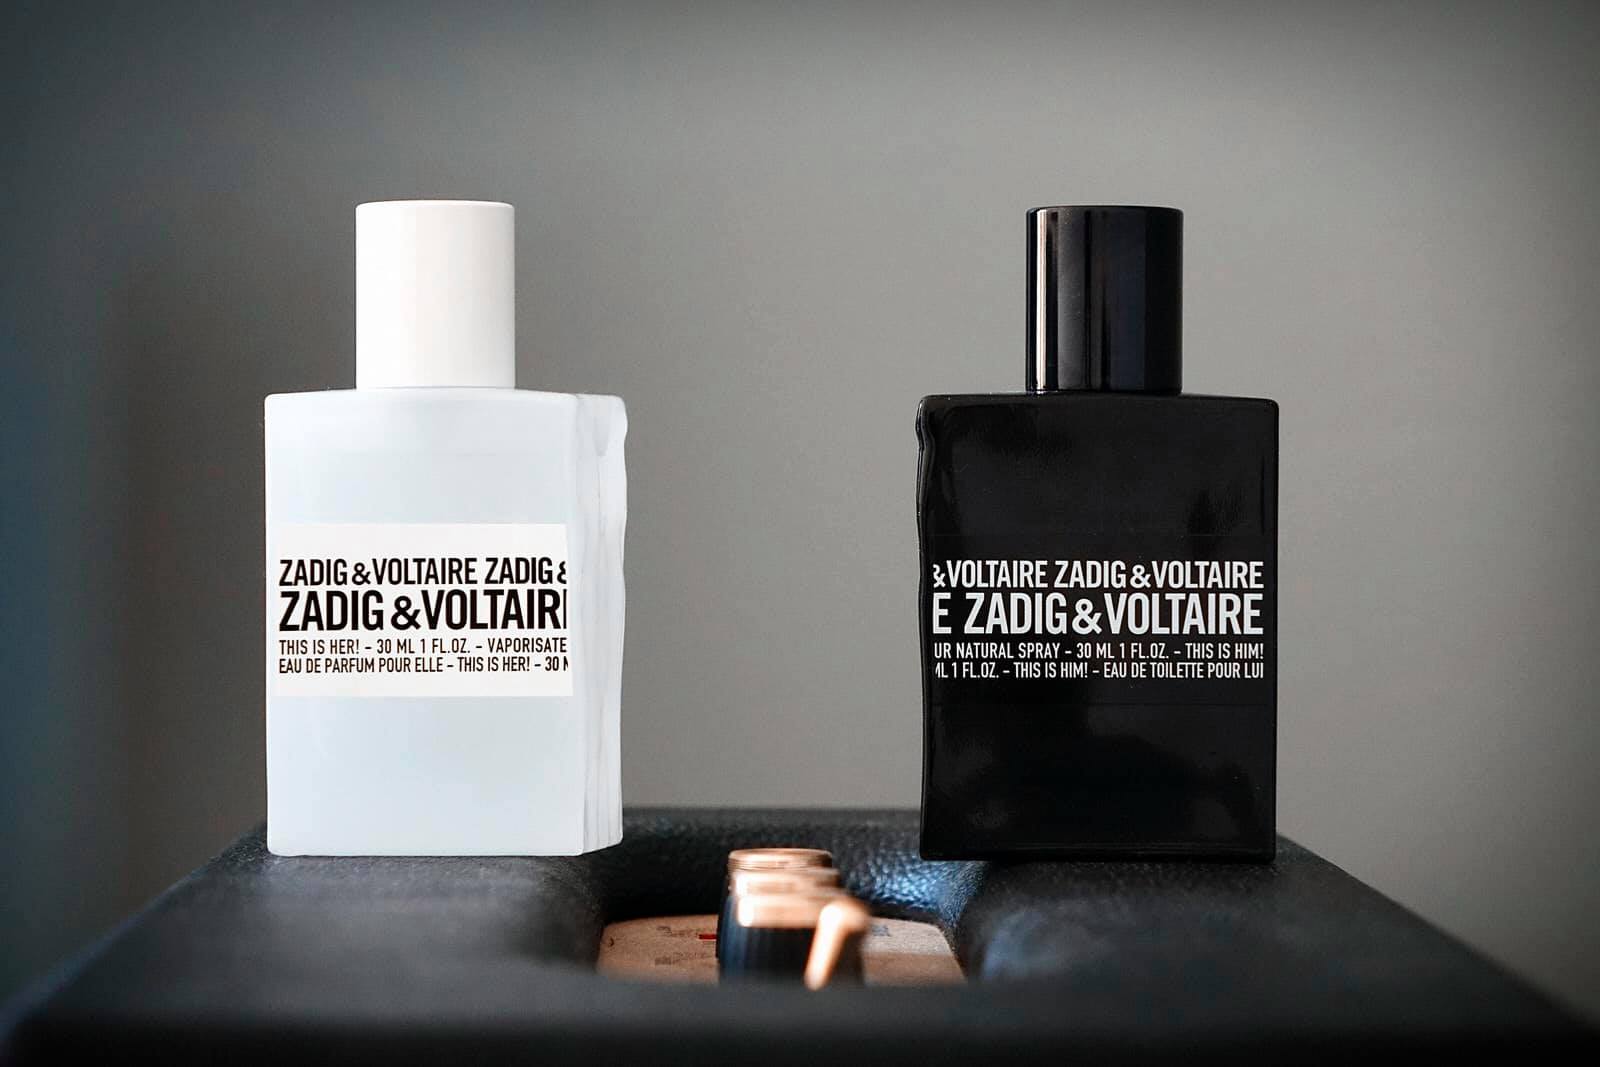 ZADIG & VOLTAIRE ZADIG &
ZADIG & VOLTAIRE
THIS IS HER! – 30 ML 1 FL.OZ. – VAPORISATE
EAU DE PARFUM POUR ELLE – THIS IS HER! – 30 M
& VOLTAIRE ZADIG & VOLTAIRE
E ZADIG & VOLTAIRE
UR NATURAL SPRAY – 30 ML 1 FL.OZ. – THIS IS HIM!
ML 1 FL.OZ. – THIS IS HIM! – EAU DE TOILETTE POUR LUI